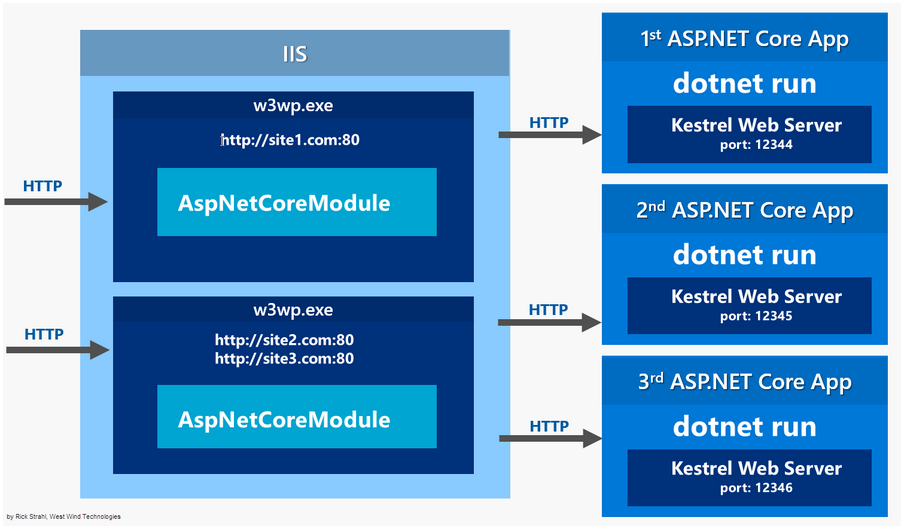 IIS
w3wp.exe
http://site1.com:80
AspNetCoreModule
HTTP
w3wp.exe
http://site2.com:80
http://site3.com:80
AspNetCoreModule
HTTP
HTTP
1st ASP.NET Core App
dotnet run
Kestrel Web Server
port: 12344
HTTP
2nd ASP.NET Core App
dotnet run
Kestrel Web Server
port: 12345
HTTP
3rd ASP.NET Core App
dotnet run
Kestrel Web Server
port: 12346
by Rick Strahl, West Wind Technologies